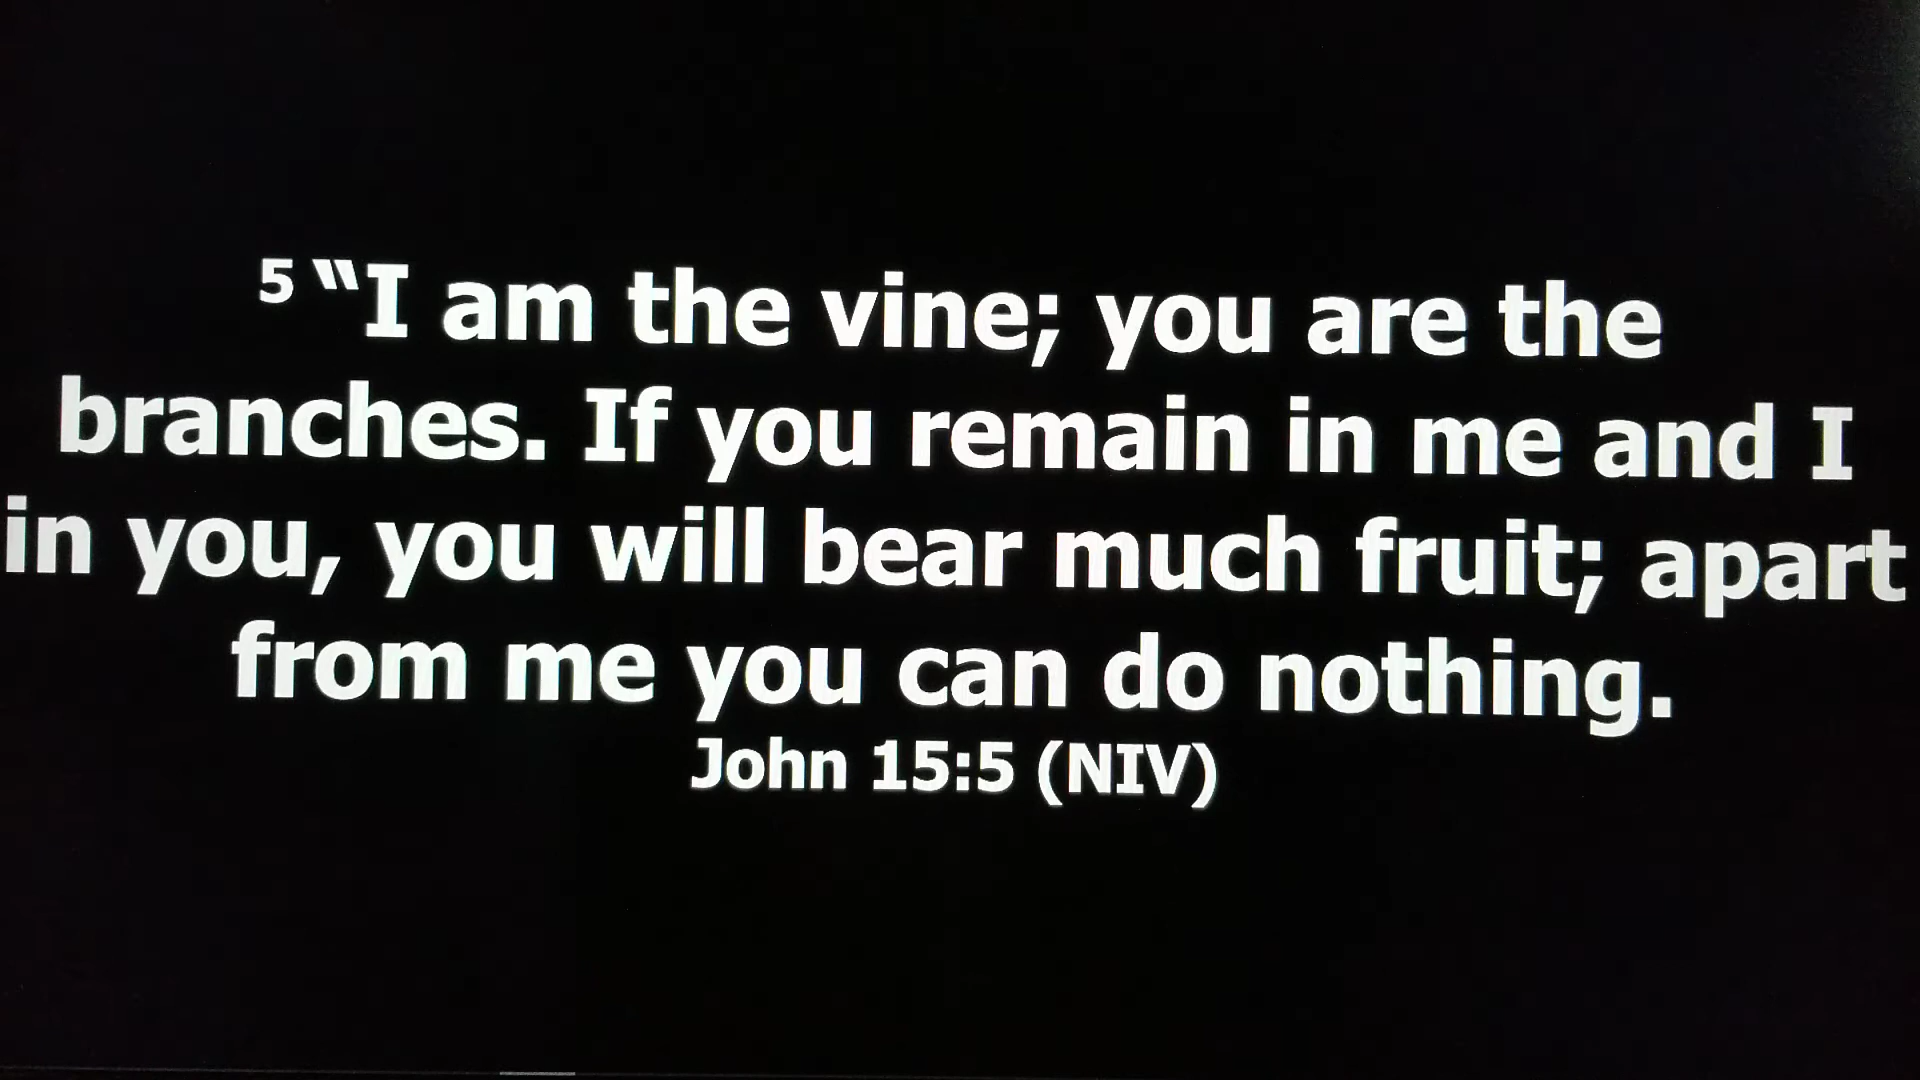 5 “I am the vine; you are the
branches. If you remain in me and I
in you, you will bear much fruit; apart
from me you can do nothing.
John 15:5 (NIV)